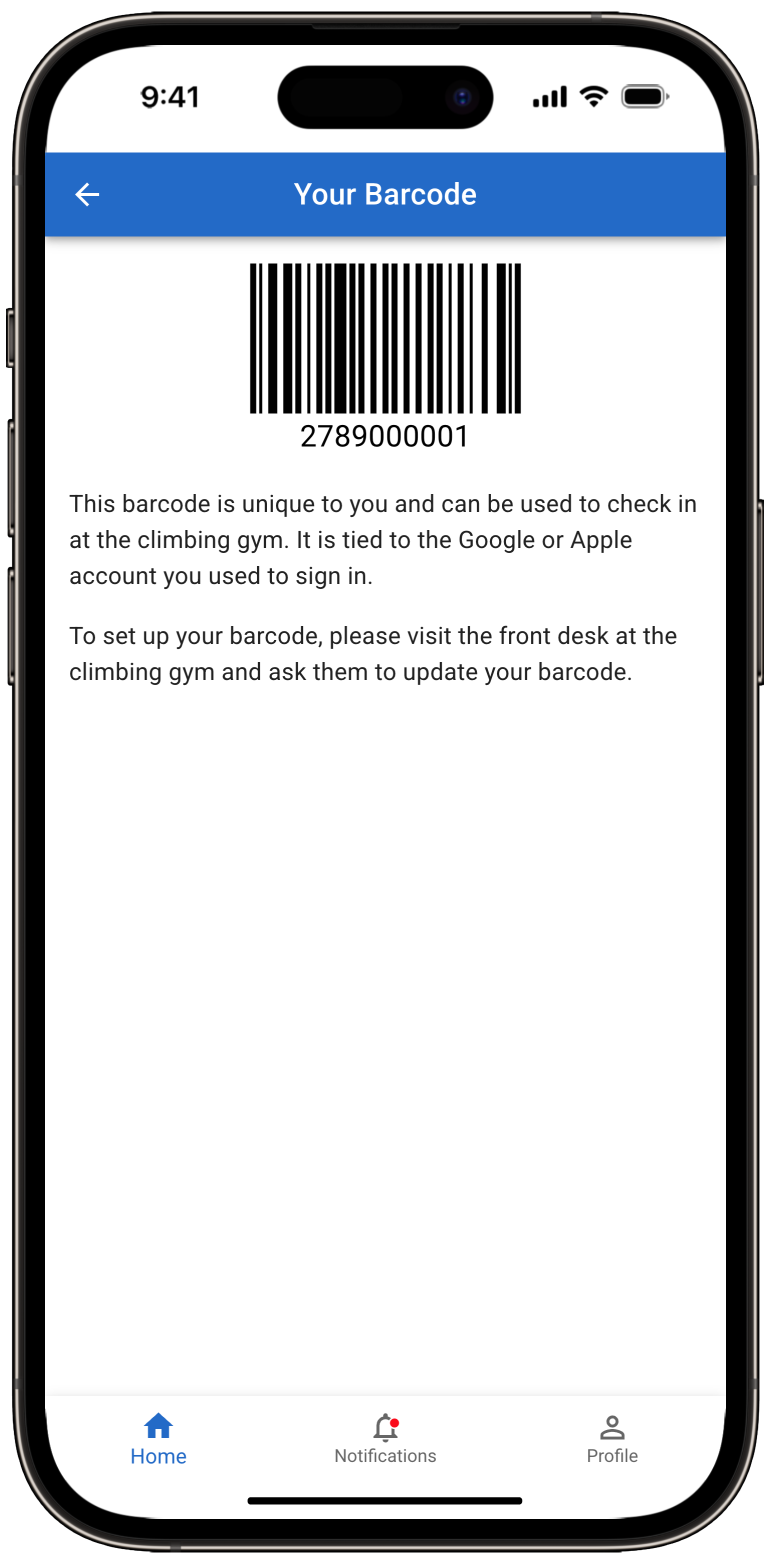 9:41
Your Barcode
2789000001
This barcode is unique to you and can be used to check in
at the climbing gym. It is tied to the Google or Apple
account you used to sign in.
To set up your barcode, please visit the front desk at the
climbing gym and ask them to update your barcode.
Home
Notifications
Profile